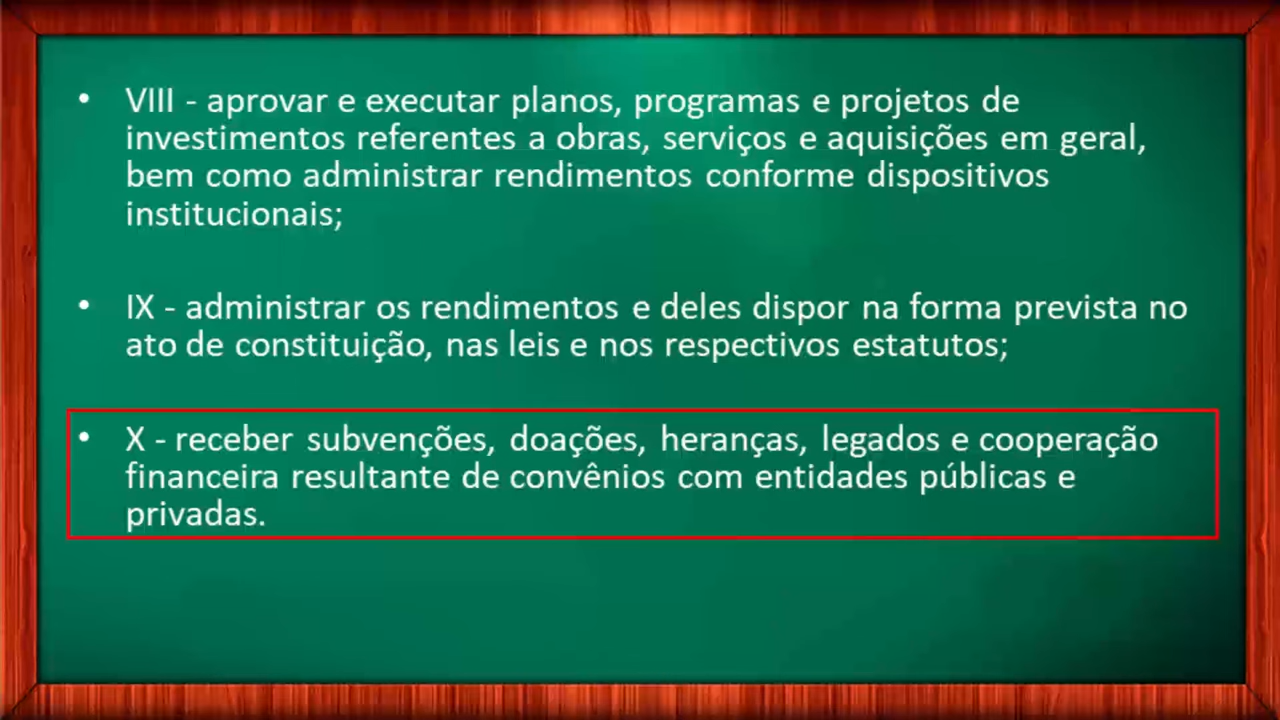 • VIII - aprovar e executar planos, programas e projetos de
investimentos referentes a obras, serviços e aquisições em geral,
bem como administrar rendimentos conforme dispositivos
institucionais;
• IX - administrar os rendimentos e deles dispor na forma prevista no
ato de constituição, nas leis e nos respectivos estatutos;
• X - receber subvenções, doações, heranças, legados e cooperação
financeira resultante de convênios com entidades públicas e
privadas.